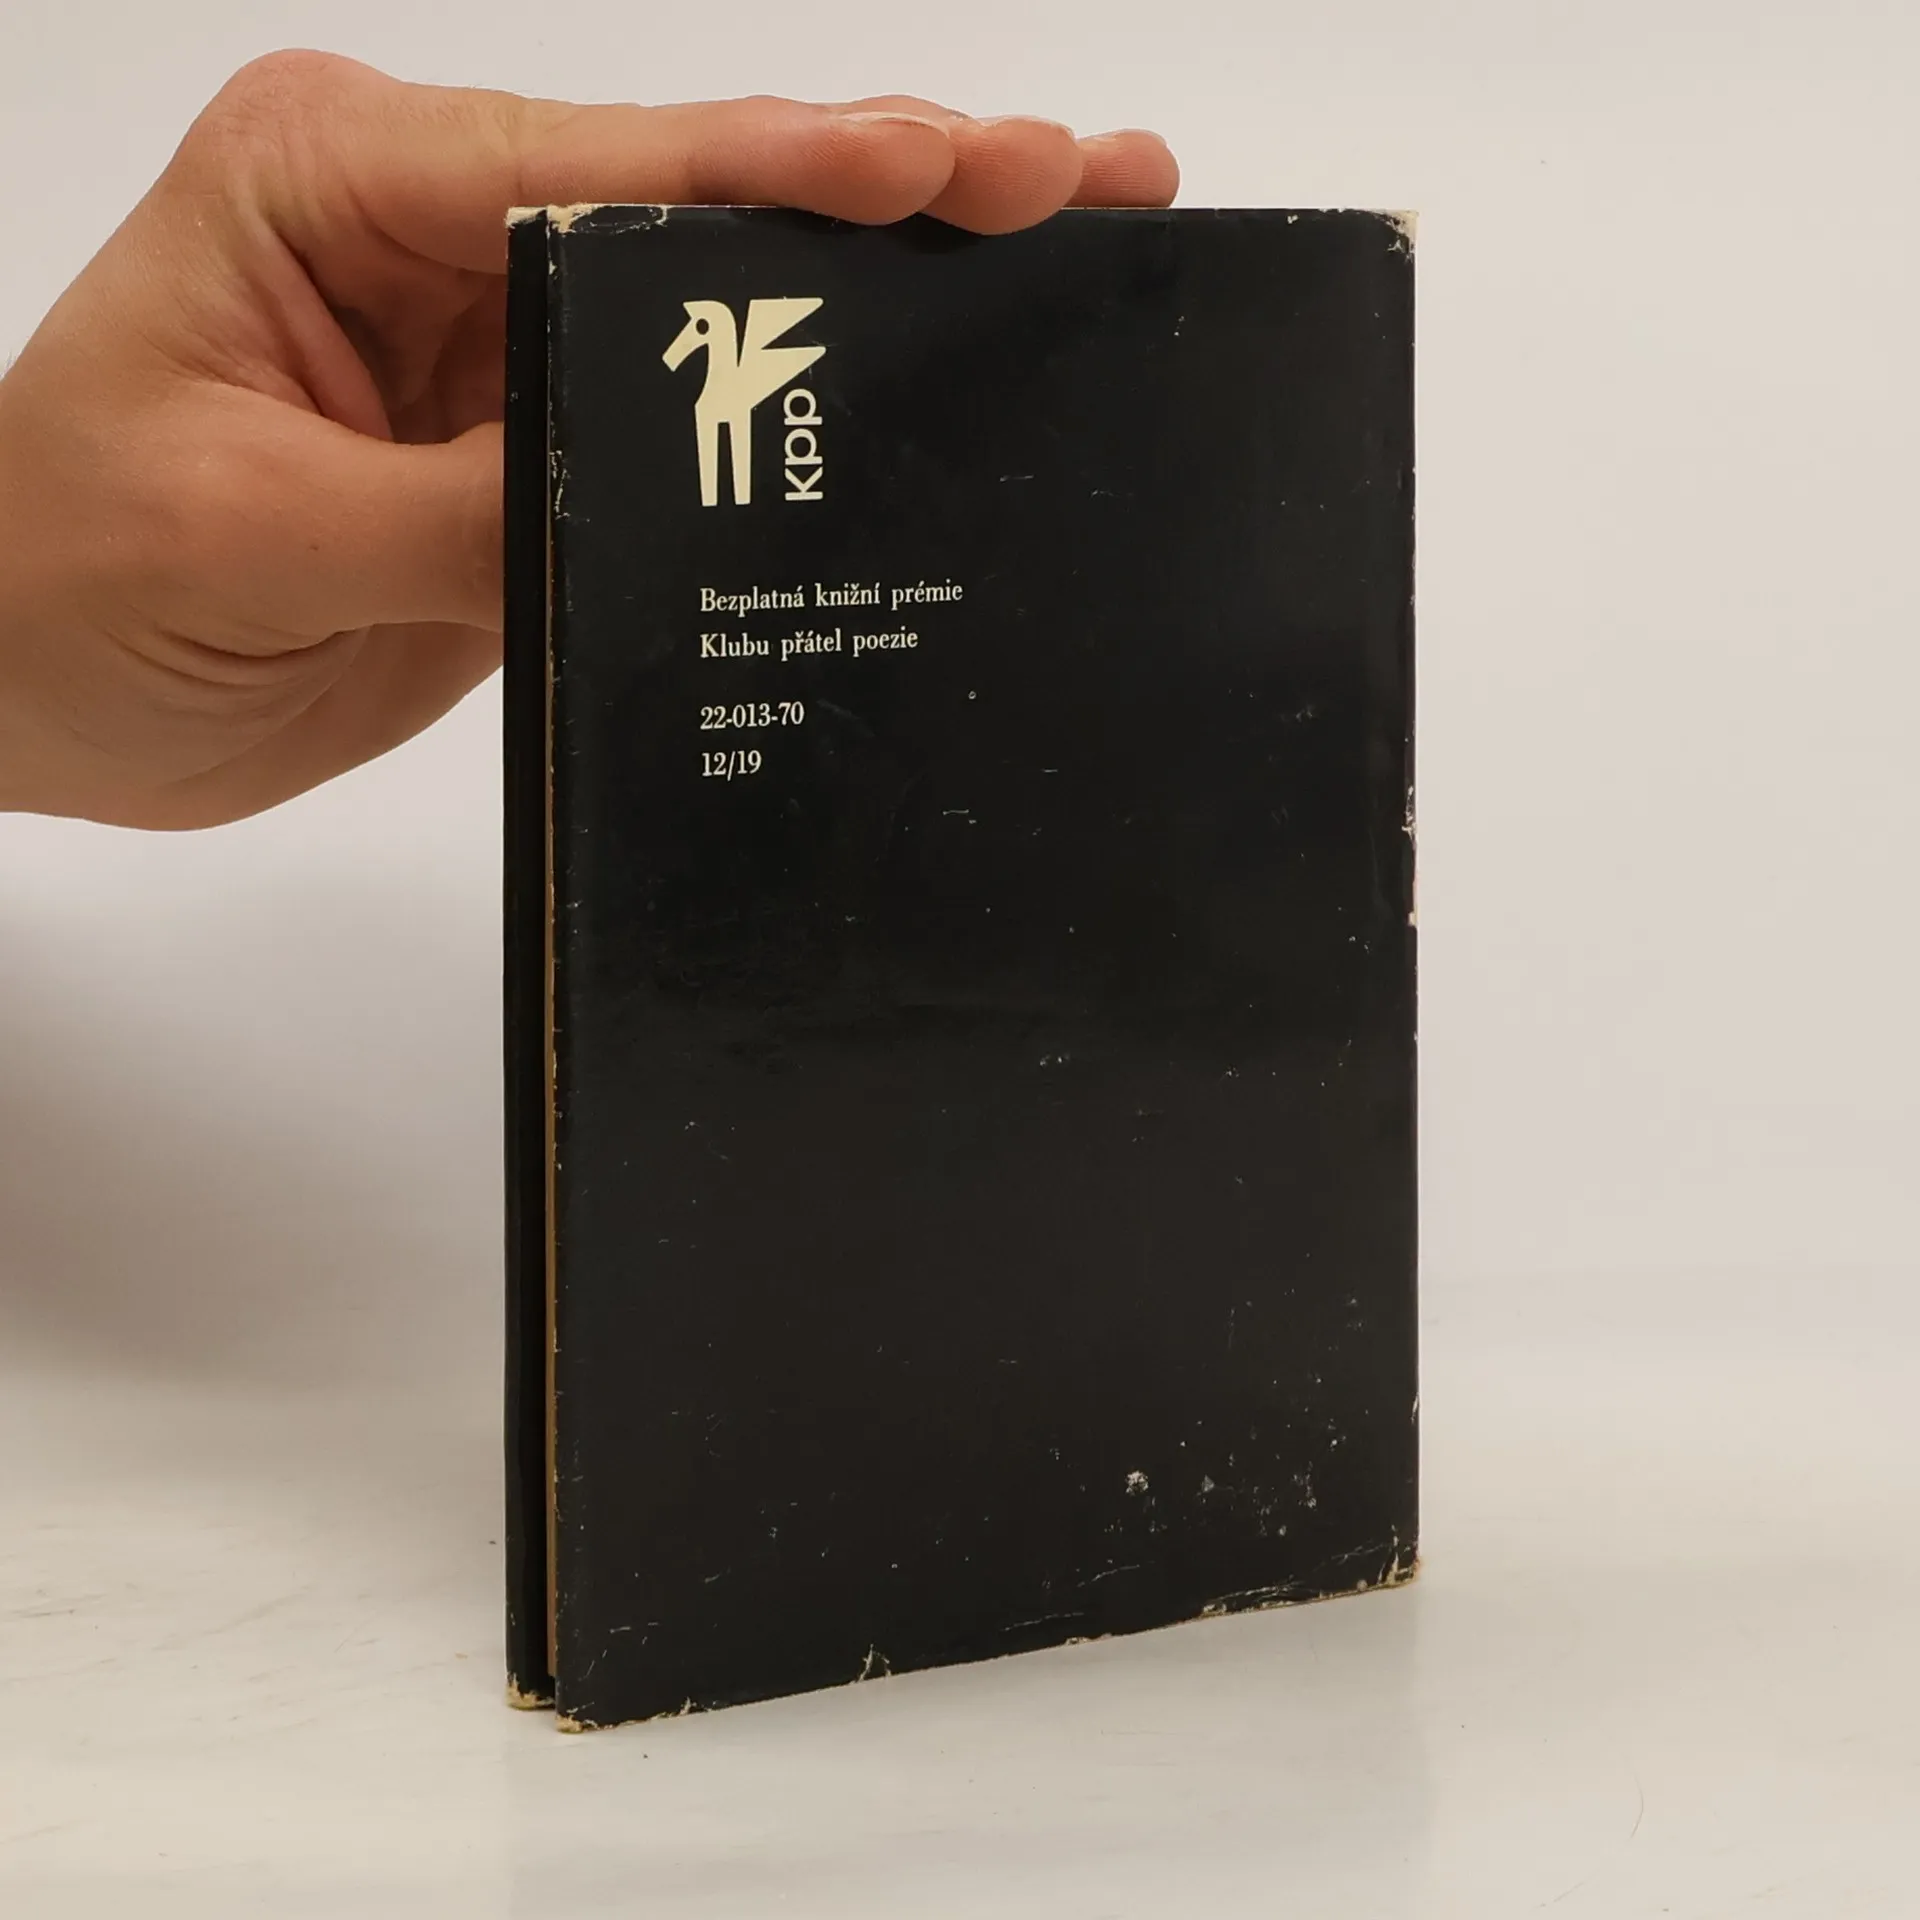 kpp
Bezplatná knižní prémie
Klubu přátel poezie
22-013-70
12/19